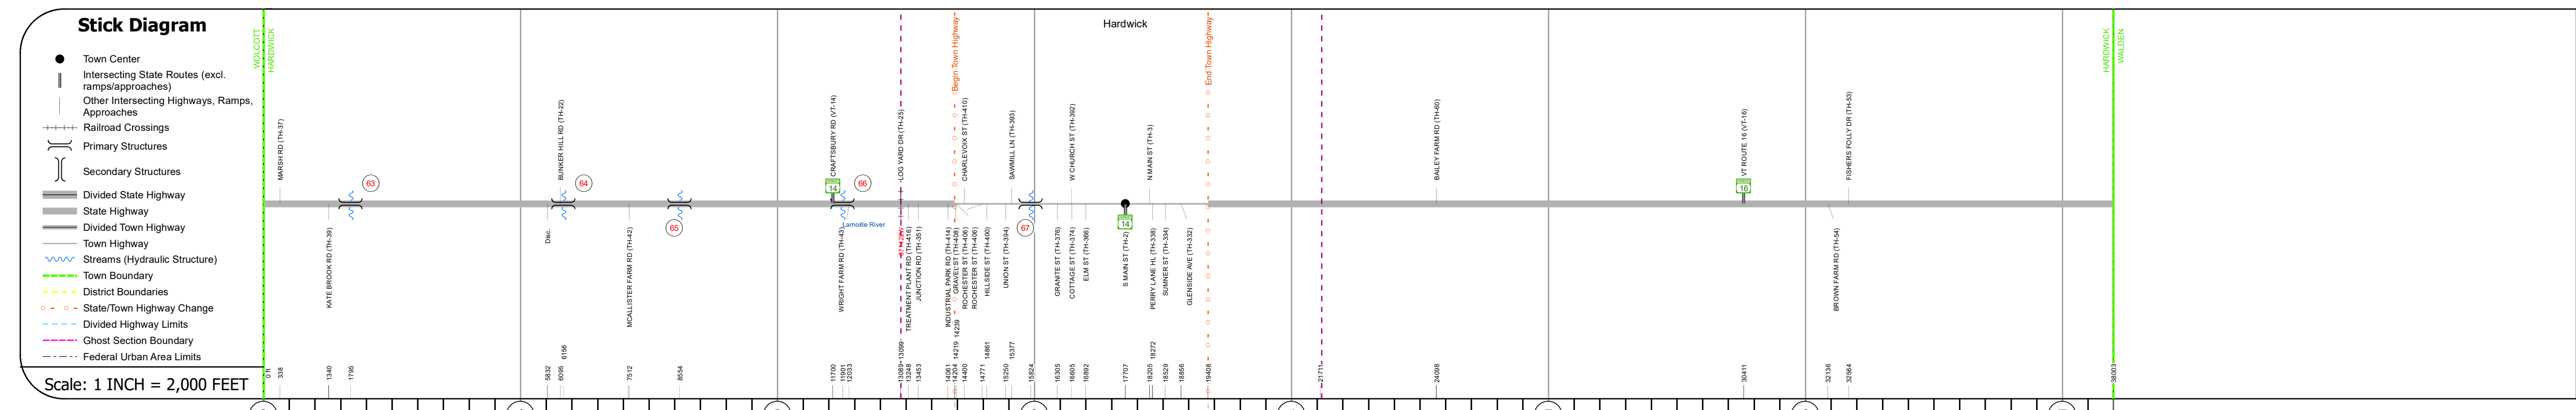 Stick Diagram
Town Center
Intersecting State Routes (excl.
ramps/approaches)
Other Intersecting Highways, Ramps,
Approaches
Railroad Crossings
Primary Structures
Secondary Structures
Divided State Highway
State Highway
Divided Town Highway
Town Highway
Streams (Hydraulic Structure)
Town Boundary
District Boundaries
State/Town Highway Change
Divided Highway Limits
Ghost Section Boundary
Federal Urban Area Limits
Scale: 1 INCH = 2,000 FEET
Hardwick
WOLCOTT
HARDWICK
Begin Town Highway
End Town Highway
HARDWICK
WALDEN
MARSH RD (TH-37)
BUNKER HILL RD (TH-22)
CRAFTSBURY RD (VT-14)
LOG YARD DR (TH-25)
CHARLEVOIX ST (TH-410)
SAWMILL LN (TH-393)
W CHURCH ST (TH-392)
N MAIN ST (TH-3)
BAILEY FARM RD (TH-60)
VT ROUTE 16 (VT-16)
FISHERS FOLLY DR (TH-53)
63
64
65
14
66
67
14
16
Lamoille River
KATE BROOK RD (TH-39)
Disc.
MCALLISTER FARM RD (TH-42)
WRIGHT FARM RD (TH-43)
TREATMENT PLANT RD (TH-416)
JUNCTION RD (TH-351)
INDUSTRIAL PARK RD (TH-414)
GRAVEL ST (TH-408)
ROCHESTER ST (TH-406)
ROCHESTER ST (TH-406)
HILLSIDE ST (TH-400)
UNION ST (TH-394)
GRANITE ST (TH-376)
COTTAGE ST (TH-374)
ELM ST (TH-366)
S MAIN ST (TH-2)
PERRY LANE HL (TH-338)
SUMNER ST (TH-334)
GLENSIDE AVE (TH-332)
BROWN FARM RD (TH-54)
0 ft
338
1340
1795
5832
6095
6156
7512
8554
11700
11901
12033
13089
13099
13248
13453
14061
14204
14219
14239
14400
14771
14861
15250
15377
15824
16305
16605
16892
17707
18205
18272
18529
18856
19408
21711
24098
30411
32136
32564
38003